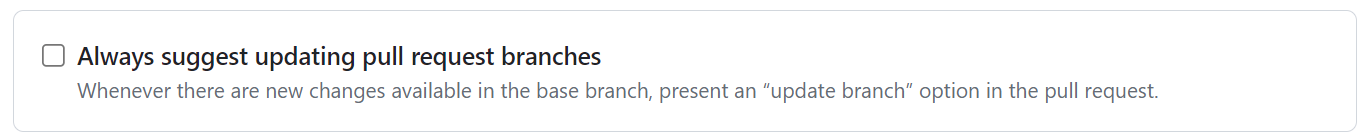 Always suggest updating pull request branches
Whenever there are new changes available in the base branch, present an “update branch” option in the pull request.